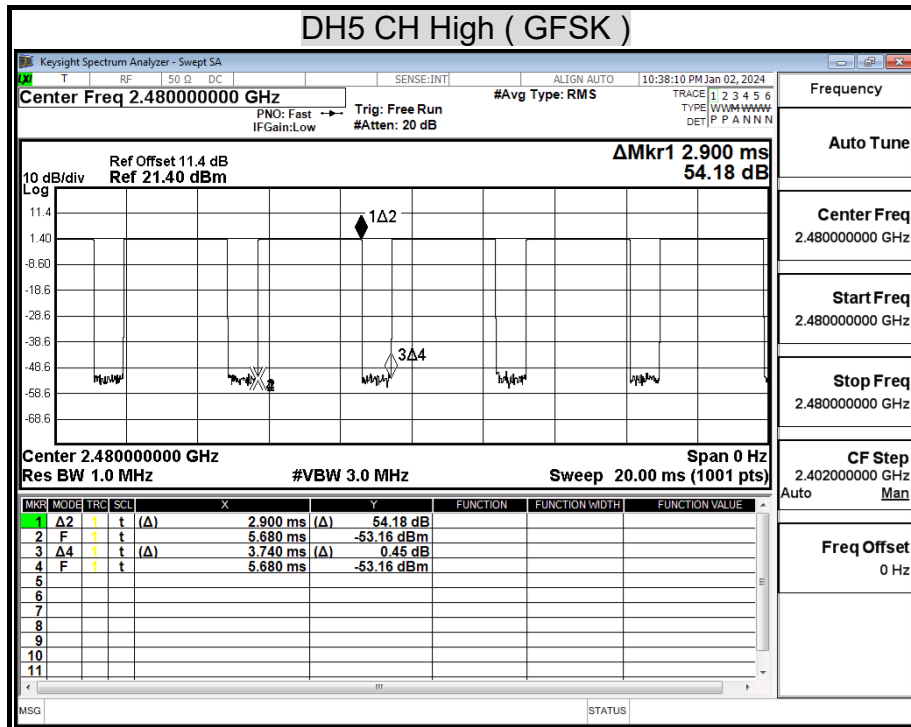 DH5 CH High ( GFSK )
Keysight Spectrum Analyzer - Swept SA
LXI T RF 50 Ω DC SENSE:INT ALIGN AUTO 10:38:10 PM Jan 02, 2024
Center Freq 2.480000000 GHz
PNO: Fast
IFGain:Low
Trig: Free Run
#Atten: 20 dB
#Avg Type: RMS
TRACE 1 2 3 4 5 6
TYPE WWMWWW
DET P P A N N N
ΔMkr1 2.900 ms
54.18 dB
Ref Offset 11.4 dB
10 dB/div Ref 21.40 dBm
Log
11.4
1.40
-8.60
-18.6
-28.6
-38.6
-48.6
-58.6
-68.6
1Δ2
3Δ4
Center 2.480000000 GHz Span 0 Hz
Res BW 1.0 MHz #VBW 3.0 MHz Sweep 20.00 ms (1001 pts)
MKR MODE TRC SCL X Y FUNCTION FUNCTION WIDTH FUNCTION VALUE
1 Δ2 1 t (Δ) 2.900 ms (Δ) 54.18 dB
2 F 1 t 5.680 ms -53.16 dBm
3 Δ4 1 t (Δ) 3.740 ms (Δ) 0.45 dB
4 F 1 t 5.680 ms -53.16 dBm
5
6
7
8
9
10
11
MSG STATUS
Frequency
Auto Tune
Center Freq
2.480000000 GHz
Start Freq
2.480000000 GHz
Stop Freq
2.480000000 GHz
CF Step
2.402000000 GHz
Auto Man
Freq Offset
0 Hz